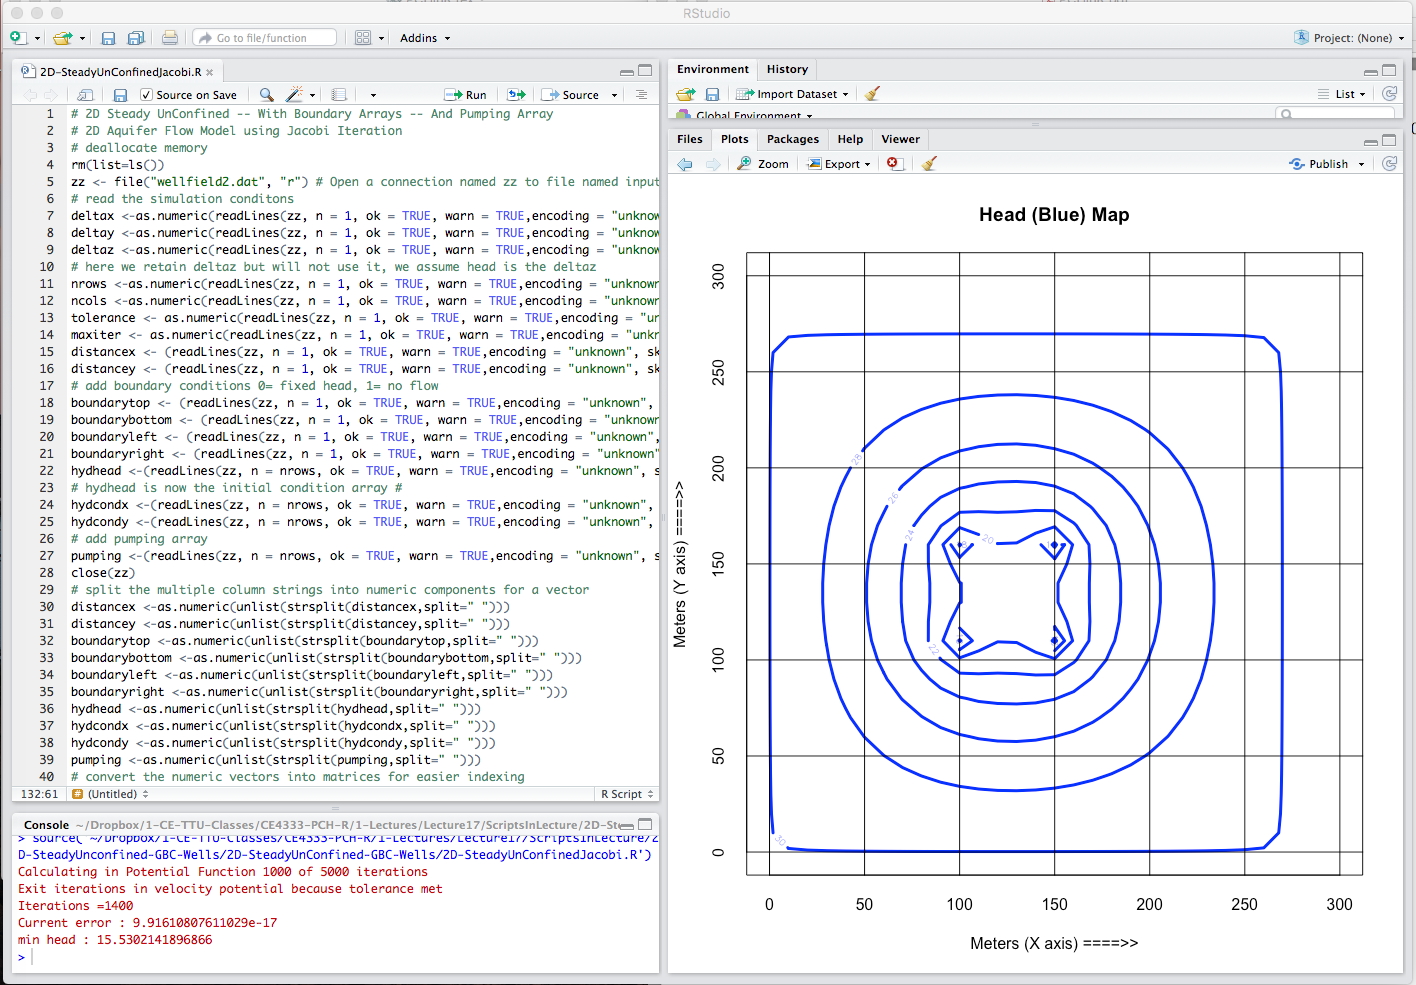 RStudio
Go to file/function
Addins
Project: (None)
2D-SteadyUnConfinedJacobi.R
Source on Save
Run
Source
1 # 2D Steady UnConfined -- With Boundary Arrays -- And Pumping Array
2 # 2D Aquifer Flow Model using Jacobi Iteration
3 # deallocate memory
4 rm(list=ls())
5 zz <- file("wellfield2.dat", "r") # Open a connection named zz to file named input
6 # read the simulation conditons
7 deltax <-as.numeric(readLines(zz, n = 1, ok = TRUE, warn = TRUE,encoding = "unknow
8 deltay <-as.numeric(readLines(zz, n = 1, ok = TRUE, warn = TRUE,encoding = "unknow
9 deltaz <-as.numeric(readLines(zz, n = 1, ok = TRUE, warn = TRUE,encoding = "unknow
10 # here we retain deltaz but will not use it, we assume head is the deltaz
11 nrows <-as.numeric(readLines(zz, n = 1, ok = TRUE, warn = TRUE,encoding = "unknown
12 ncols <-as.numeric(readLines(zz, n = 1, ok = TRUE, warn = TRUE,encoding = "unknown
13 tolerance <- as.numeric(readLines(zz, n = 1, ok = TRUE, warn = TRUE,encoding = "ur
14 maxiter <- as.numeric(readLines(zz, n = 1, ok = TRUE, warn = TRUE,encoding = "unkr
15 distancex <- (readLines(zz, n = 1, ok = TRUE, warn = TRUE,encoding = "unknown", sk
16 distancey <- (readLines(zz, n = 1, ok = TRUE, warn = TRUE,encoding = "unknown", sk
17 # add boundary conditions 0= fixed head, 1= no flow
18 boundarytop <- (readLines(zz, n = 1, ok = TRUE, warn = TRUE,encoding = "unknown",
19 boundarybottom <- (readLines(zz, n = 1, ok = TRUE, warn = TRUE,encoding = "unknown
20 boundaryleft <- (readLines(zz, n = 1, ok = TRUE, warn = TRUE,encoding = "unknown",
21 boundaryright <- (readLines(zz, n = 1, ok = TRUE, warn = TRUE,encoding = "unknown"
22 hydhead <-(readLines(zz, n = nrows, ok = TRUE, warn = TRUE,encoding = "unknown", s
23 # hydhead is now the initial condition array #
24 hydcondx <-(readLines(zz, n = nrows, ok = TRUE, warn = TRUE,encoding = "unknown",
25 hydcondy <-(readLines(zz, n = nrows, ok = TRUE, warn = TRUE,encoding = "unknown",
26 # add pumping array
27 pumping <-(readLines(zz, n = nrows, ok = TRUE, warn = TRUE,encoding = "unknown", s
28 close(zz)
29 # split the multiple column strings into numeric components for a vector
30 distancex <-as.numeric(unlist(strsplit(distancex,split=" ")))
31 distancey <-as.numeric(unlist(strsplit(distancey,split=" ")))
32 boundarytop <-as.numeric(unlist(strsplit(boundarytop,split=" ")))
33 boundarybottom <-as.numeric(unlist(strsplit(boundarybottom,split=" ")))
34 boundaryleft <-as.numeric(unlist(strsplit(boundaryleft,split=" ")))
35 boundaryright <-as.numeric(unlist(strsplit(boundaryright,split=" ")))
36 hydhead <-as.numeric(unlist(strsplit(hydhead,split=" ")))
37 hydcondx <-as.numeric(unlist(strsplit(hydcondx,split=" ")))
38 hydcondy <-as.numeric(unlist(strsplit(hydcondy,split=" ")))
39 pumping <-as.numeric(unlist(strsplit(pumping,split=" ")))
40 # convert the numeric vectors into matrices for easier indexing
132:61 (Untitled) R Script
Console ~/Dropbox/1-CE-TTU-Classes/CE4333-PCH-R/1-Lectures/Lecture17/ScriptsInLecture/2D-St
> source('~/Dropbox/1-CE-TTU-Classes/CE4333-PCH-R/1-Lectures/Lecture17/ScriptsInLecture/2
D-SteadyUnconfined-GBC-Wells/2D-SteadyUnConfined-GBC-Wells/2D-SteadyUnConfinedJacobi.R')
Calculating in Potential Function 1000 of 5000 iterations
Exit iterations in velocity potential because tolerance met
Iterations =1400
Current error : 9.91610807611029e-17
min head : 15.5302141896866
>
Environment History
Import Dataset
List
Global Environment
Files Plots Packages Help Viewer
Zoom Export Publish
Head (Blue) Map
Meters (Y axis) ====>>
300
250
200
150
100
50
0
28
26
24
20
22
30
0 50 100 150 200 250 300
Meters (X axis) ====>>